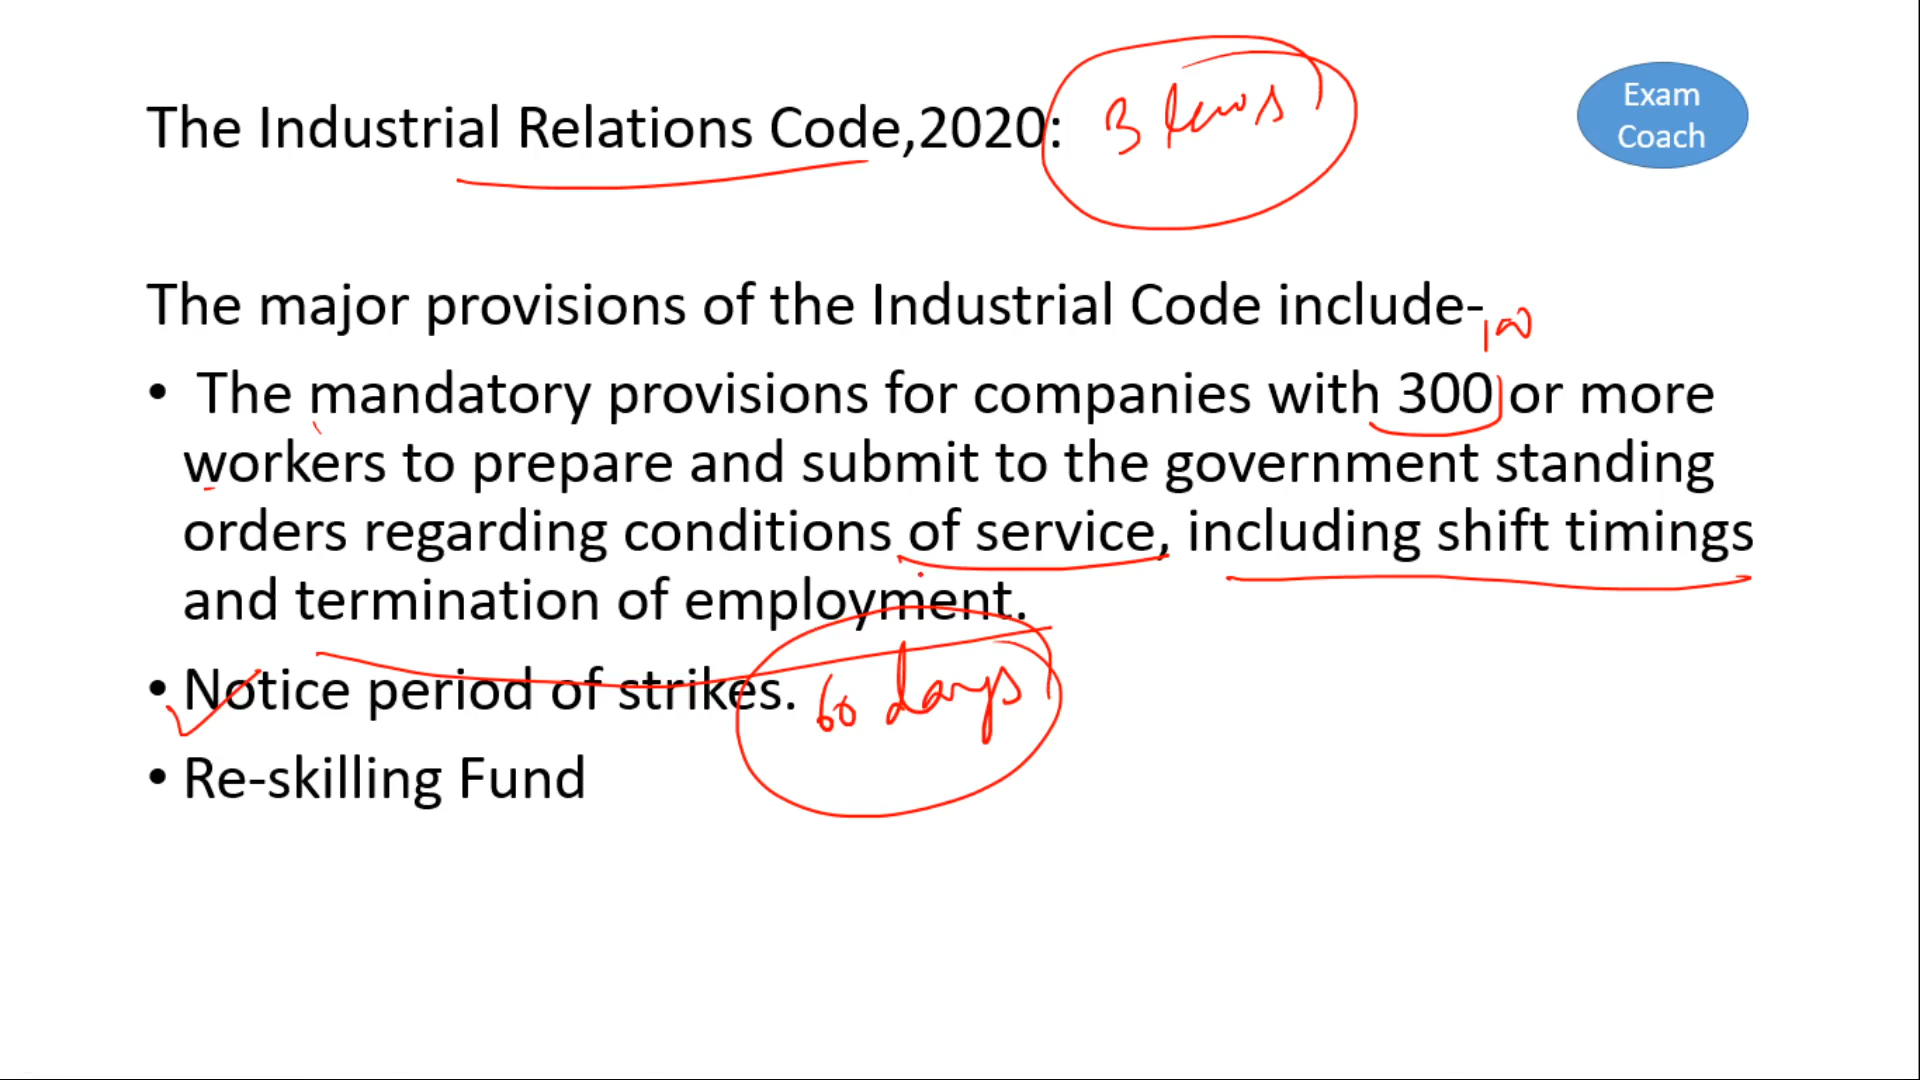 The Industrial Relations Code,2020:
3 laws
Exam
Coach
The major provisions of the Industrial Code include-
100
• The mandatory provisions for companies with 300 or more
workers to prepare and submit to the government standing
orders regarding conditions of service, including shift timings
and termination of employment.
• Notice period of strikes. 60 days
• Re-skilling Fund